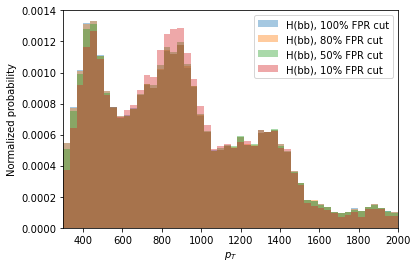 0.0014
0.0012
0.0010
0.0008
0.0006
0.0004
0.0002
0.0000
Normalized probability
H(bb), 100% FPR cut
H(bb), 80% FPR cut
H(bb), 50% FPR cut
H(bb), 10% FPR cut
400 600 800 1000 1200 1400 1600 1800 2000
p_T